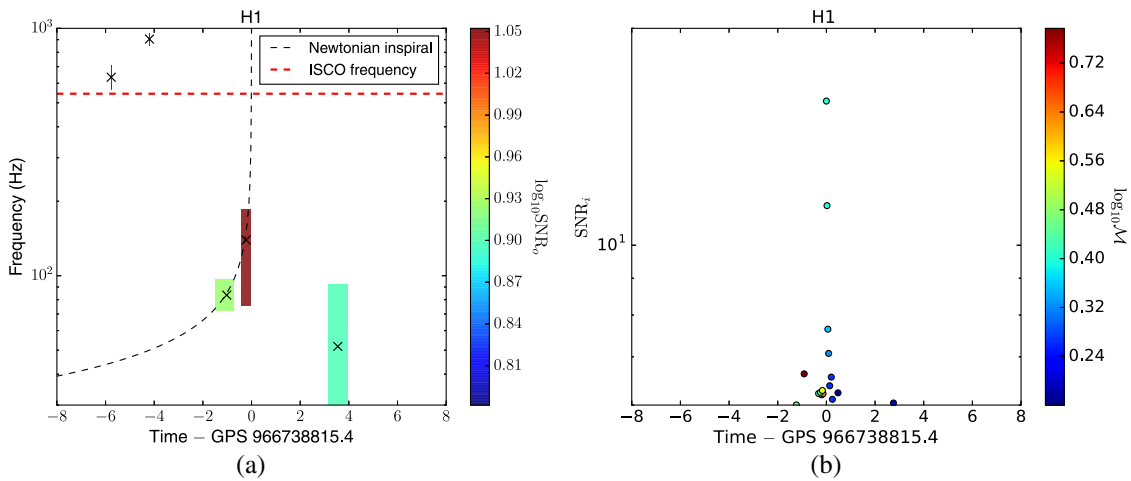 H1
10³
10²
Frequency (Hz)
Newtonian inspiral
ISCO frequency
−8 −6 −4 −2 0 2 4 6 8
Time − GPS 966738815.4
1.05
1.02
0.99
0.96
0.93
0.90
0.87
0.84
0.81
log₁₀SNRₒ
(a)
H1
10¹
SNRᵢ
−8 −6 −4 −2 0 2 4 6 8
Time − GPS 966738815.4
0.72
0.64
0.56
0.48
0.40
0.32
0.24
log₁₀ℳ
(b)